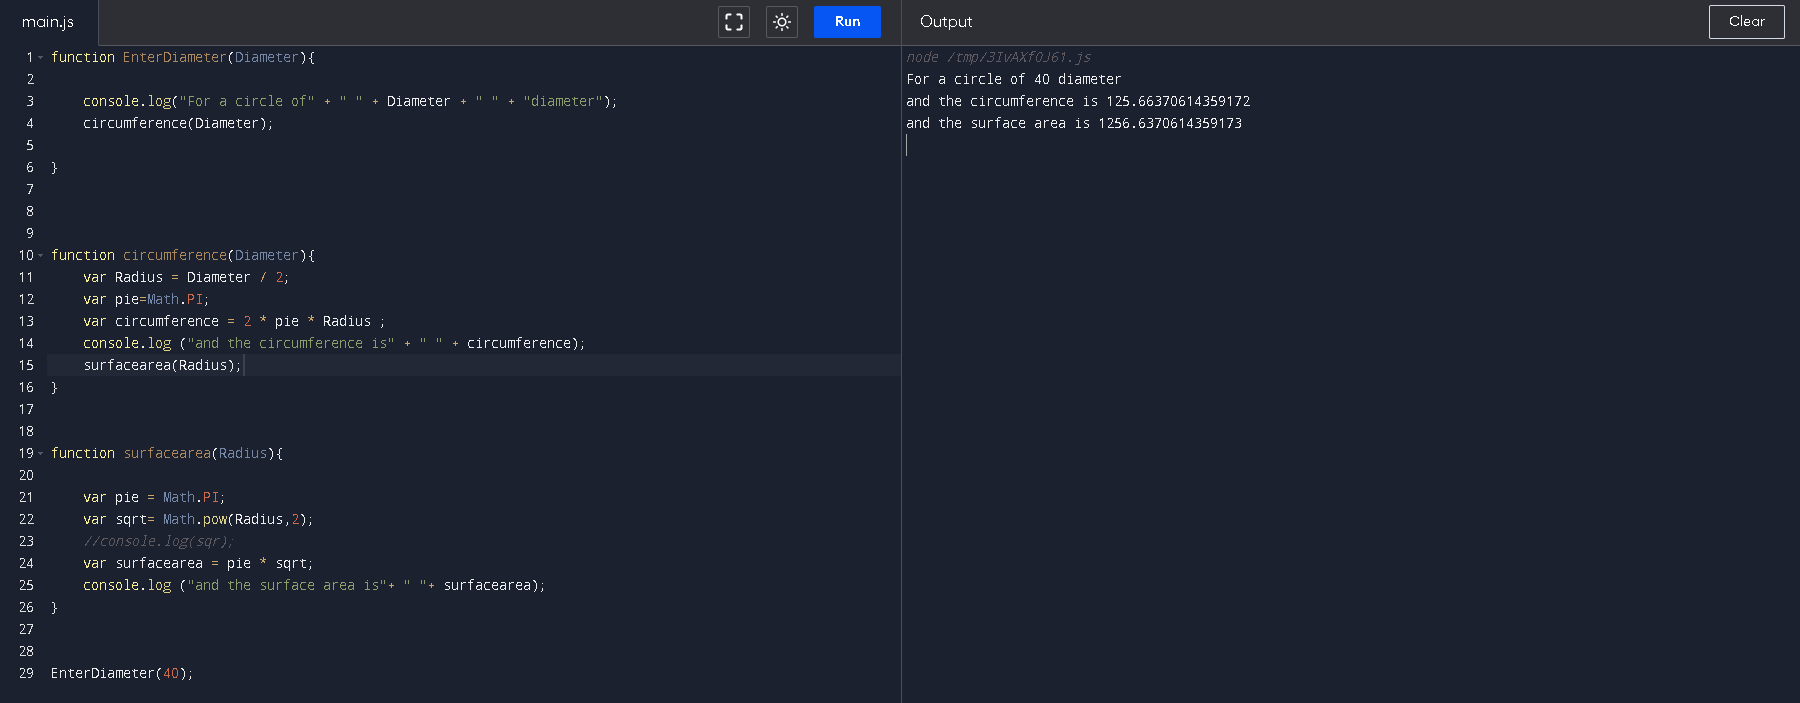 main.js
Run
Output
Clear
1 function EnterDiameter(Diameter){
2
3 console.log("For a circle of" + " " + Diameter + " " + "diameter");
4 circumference(Diameter);
5
6 }
7
8
9
10 function circumference(Diameter){
11 var Radius = Diameter / 2;
12 var pie=Math.PI;
13 var circumference = 2 * pie * Radius ;
14 console.log ("and the circumference is" + " " + circumference);
15 surfacearea(Radius);
16 }
17
18
19 function surfacearea(Radius){
20
21 var pie = Math.PI;
22 var sqrt= Math.pow(Radius,2);
23 //console.log(sqr);
24 var surfacearea = pie * sqrt;
25 console.log ("and the surface area is"+ " "+ surfacearea);
26 }
27
28
29 EnterDiameter(40);
node /tmp/3IvAXfOJ61.js
For a circle of 40 diameter
and the circumference is 125.66370614359172
and the surface area is 1256.6370614359173